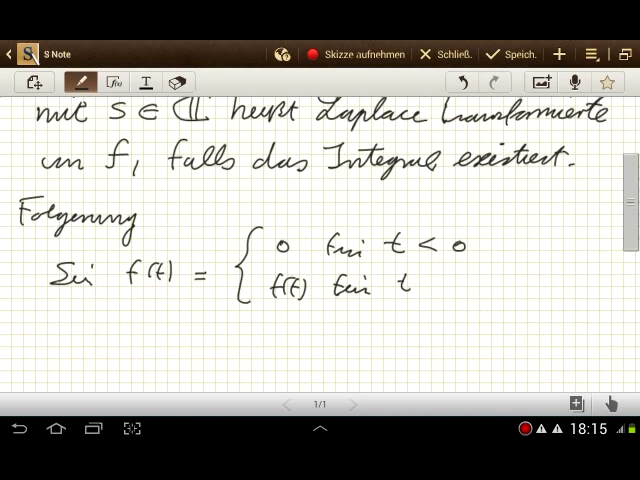 S Note
Skizze aufnehmen
Schließ.
Speich.
mit s ∈ ℂ heißt Laplace Transformierte
von f, falls das Integral existiert.
Folgerung
Sei f(t) = { 0 für t < 0
f(t) für t
1/1
18:15